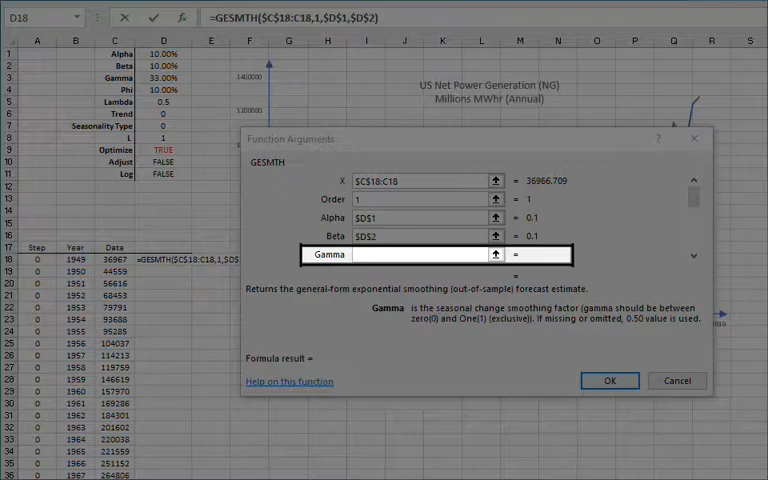 D18
=GESMTH($C$18:C18,1,$D$1,$D$2)
A B C D E F G H I J K L M N O P Q R S
1 Alpha 10.00%
2 Beta 10.00%
3 Gamma 33.00%
4 Phi 10.00%
5 Lambda 0.5
6 Trend 0
7 Seasonality Type 0
8 L 1
9 Optimize TRUE
10 Adjust FALSE
11 Log FALSE
12
13
14
15
16
17 Step Year Data
18 0 1949 36967 =GESMTH($C$18:C18,1,$D$
19 0 1950 44559
20 0 1951 56616
21 0 1952 68453
22 0 1953 79791
23 0 1954 93688
24 0 1955 95285
25 0 1956 104037
26 0 1957 114213
27 0 1958 119759
28 0 1959 146619
29 0 1960 157970
30 0 1961 169286
31 0 1962 184301
32 0 1963 201602
33 0 1964 220038
34 0 1965 221559
35 0 1966 251152
36 0 1967 264806
1400000
1200000
US Net Power Generation (NG)
Millions MWhr (Annual)
Function Arguments
GESMTH
X $C$18:C18 = 36966.709
Order 1 = 1
Alpha $D$1 = 0.1
Beta $D$2 = 0.1
Gamma =
=
Returns the general-form exponential smoothing (out-of-sample) forecast estimate.
Gamma is the seasonal change smoothing factor (gamma should be between
zero(0) and One(1) (exclusive)). If missing or omitted, 0.50 value is used.
Formula result =
Help on this function
OK
Cancel